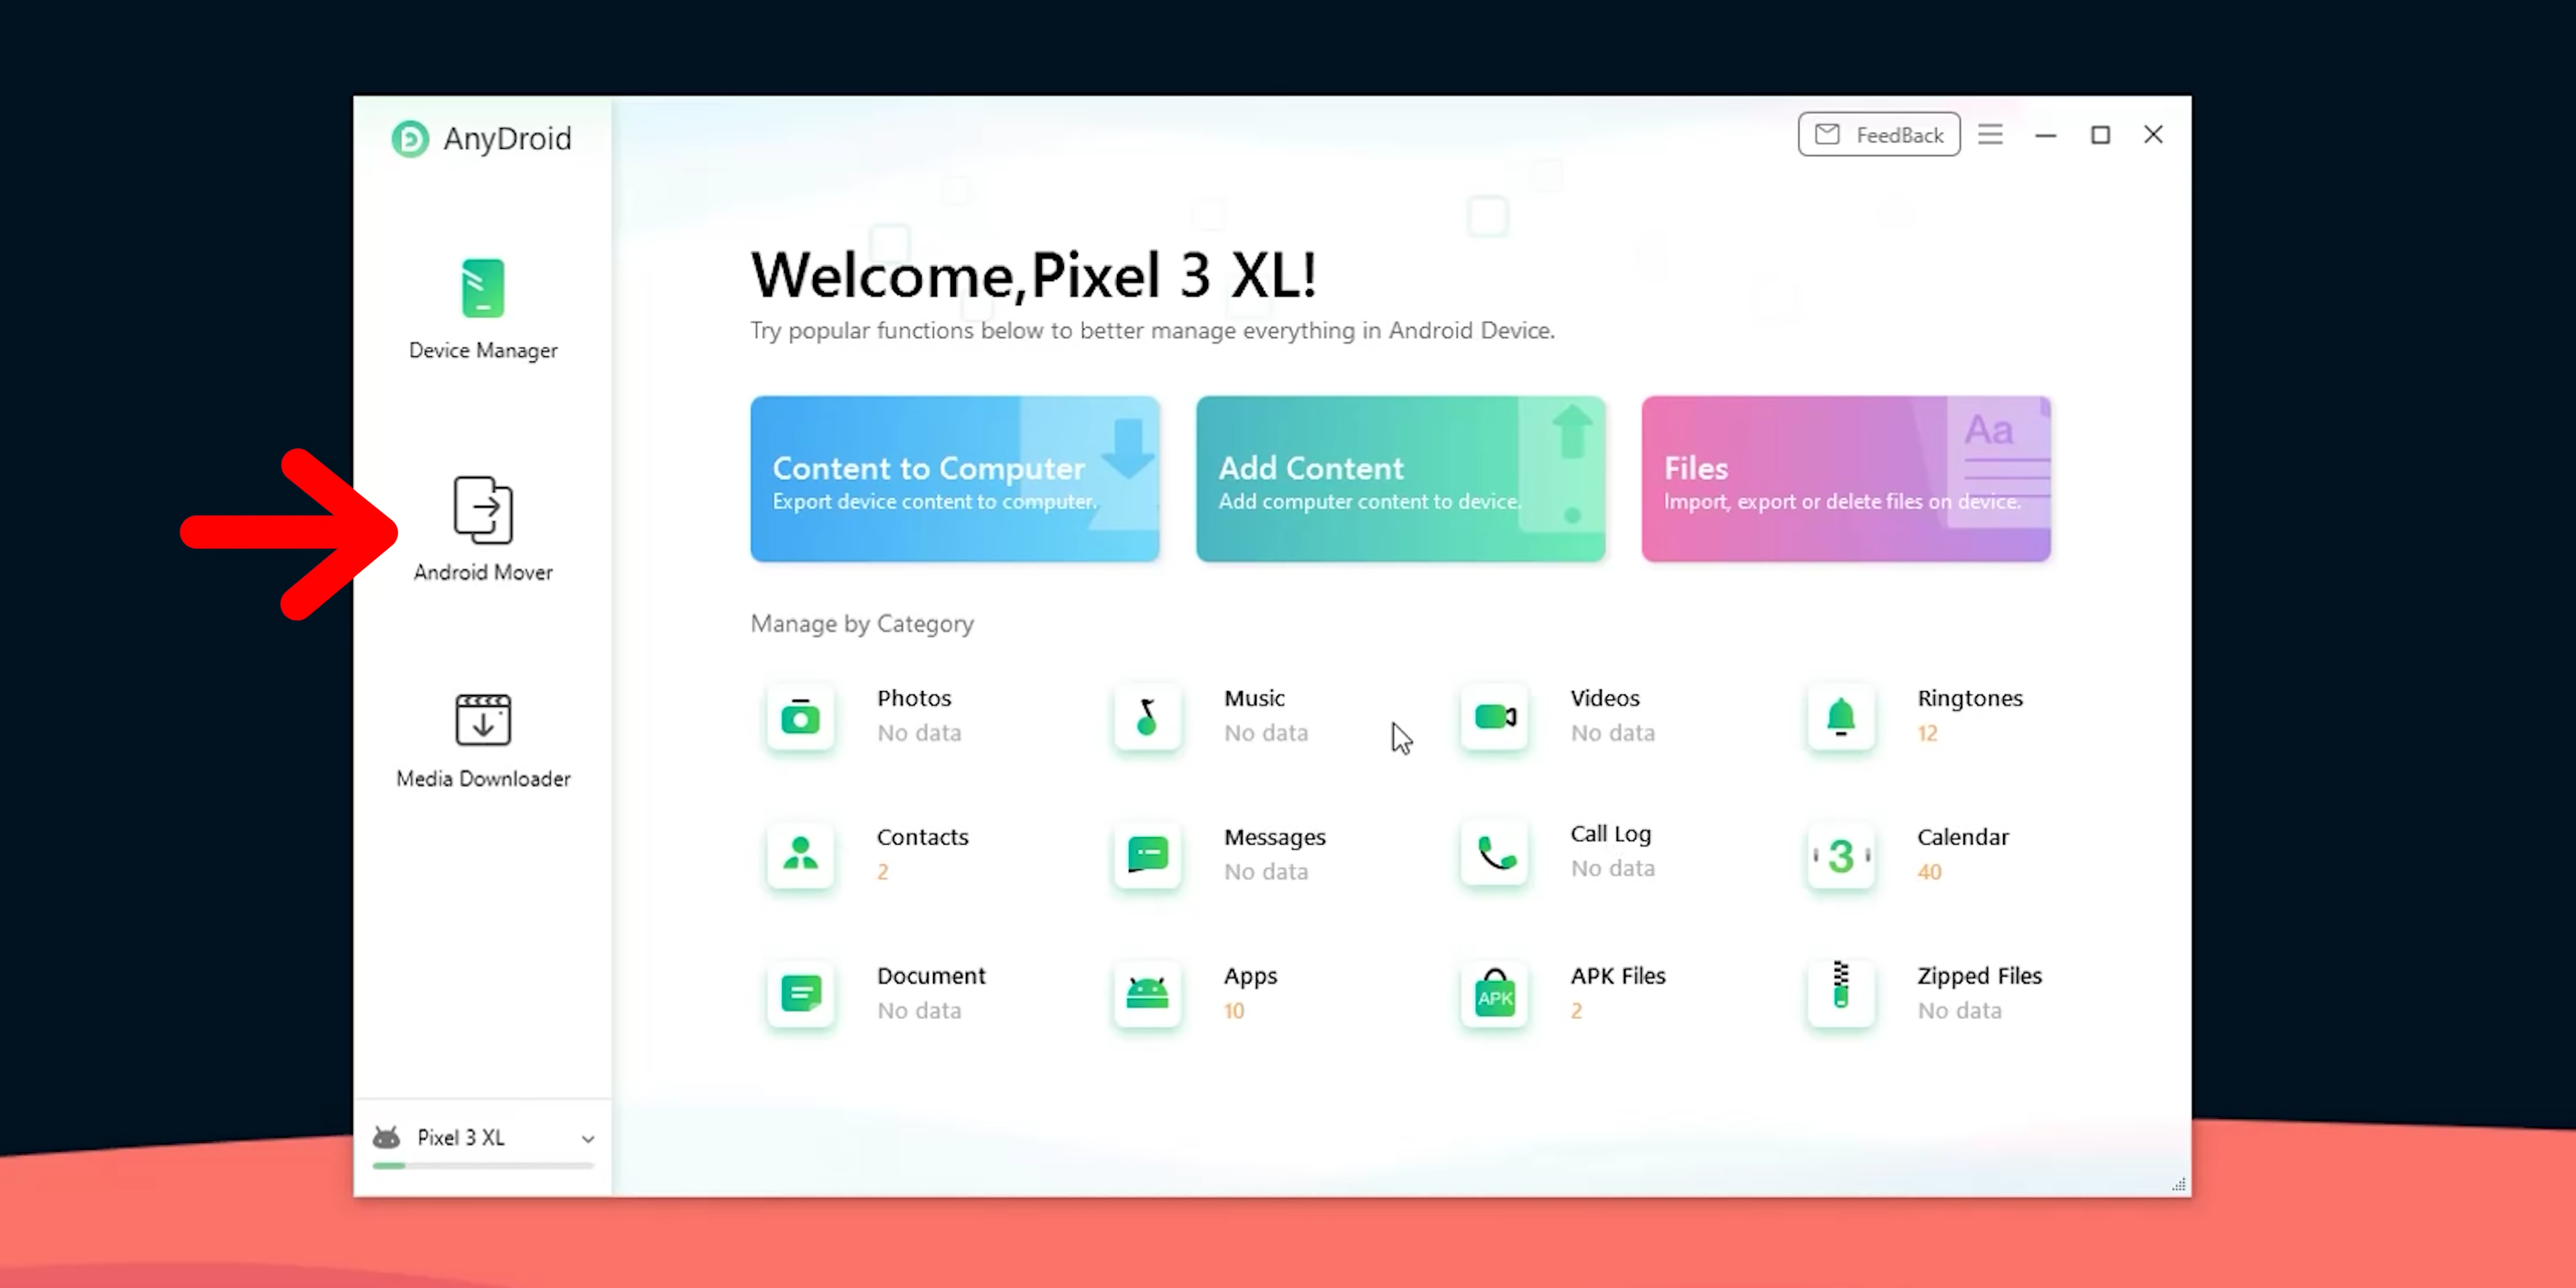 AnyDroid
FeedBack
Device Manager
Android Mover
Media Downloader
Pixel 3 XL
Welcome,Pixel 3 XL!
Try popular functions below to better manage everything in Android Device.
Content to Computer
Export device content to computer.
Add Content
Add computer content to device.
Aa
Files
Import, export or delete files on device.
Manage by Category
Photos
No data
Music
No data
Videos
No data
Ringtones
12
Contacts
2
Messages
No data
Call Log
No data
3
Calendar
40
Document
No data
Apps
10
APK
APK Files
2
Zipped Files
No data